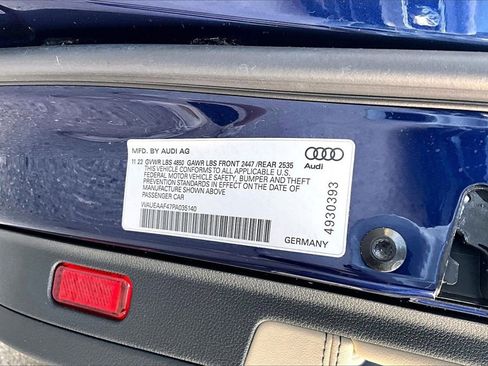 MFD. BY AUDI AG
11 22 GVWR LBS 4850 GAWR LBS FRONT 2447 /REAR 2535
THIS VEHICLE CONFORMS TO ALL APPLICABLE U.S.
FEDERAL MOTOR VEHICLE SAFETY, BUMPER AND THEFT
PREVENTION STANDARDS IN EFFECT ON THE DATE OF
MANUFACTURE SHOWN ABOVE.
PASSENGER CAR
WAUEAAF47PA035140
Audi
4930393
GERMANY